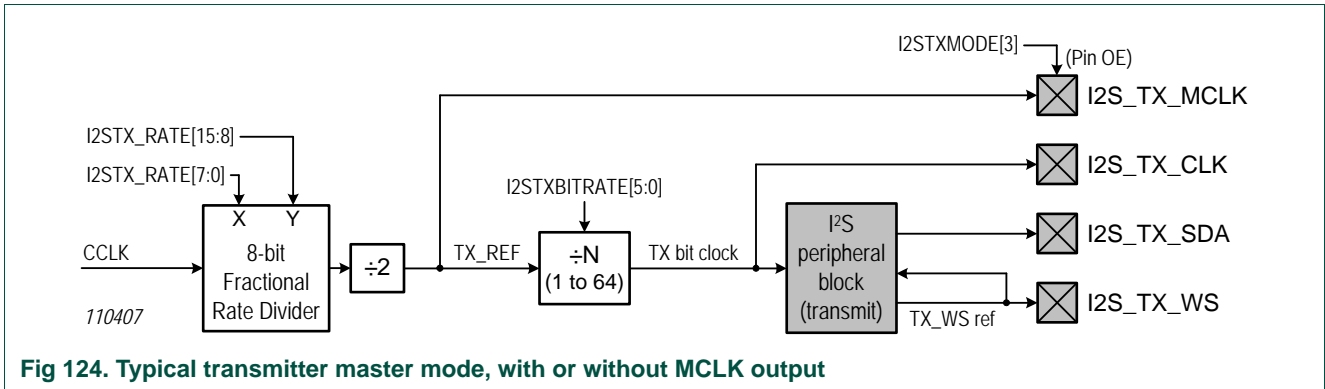 I2STXMODE[3]
(Pin OE)
I2S_TX_MCLK
I2STX_RATE[15:8]
I2STX_RATE[7:0]
I2S_TX_CLK
I2STXBITRATE[5:0]
X Y
8-bit
Fractional
Rate Divider
CCLK
÷2
TX_REF
÷N
(1 to 64)
TX bit clock
I²S
peripheral
block
(transmit)
I2S_TX_SDA
I2S_TX_WS
TX_WS ref
110407
Fig 124. Typical transmitter master mode, with or without MCLK output